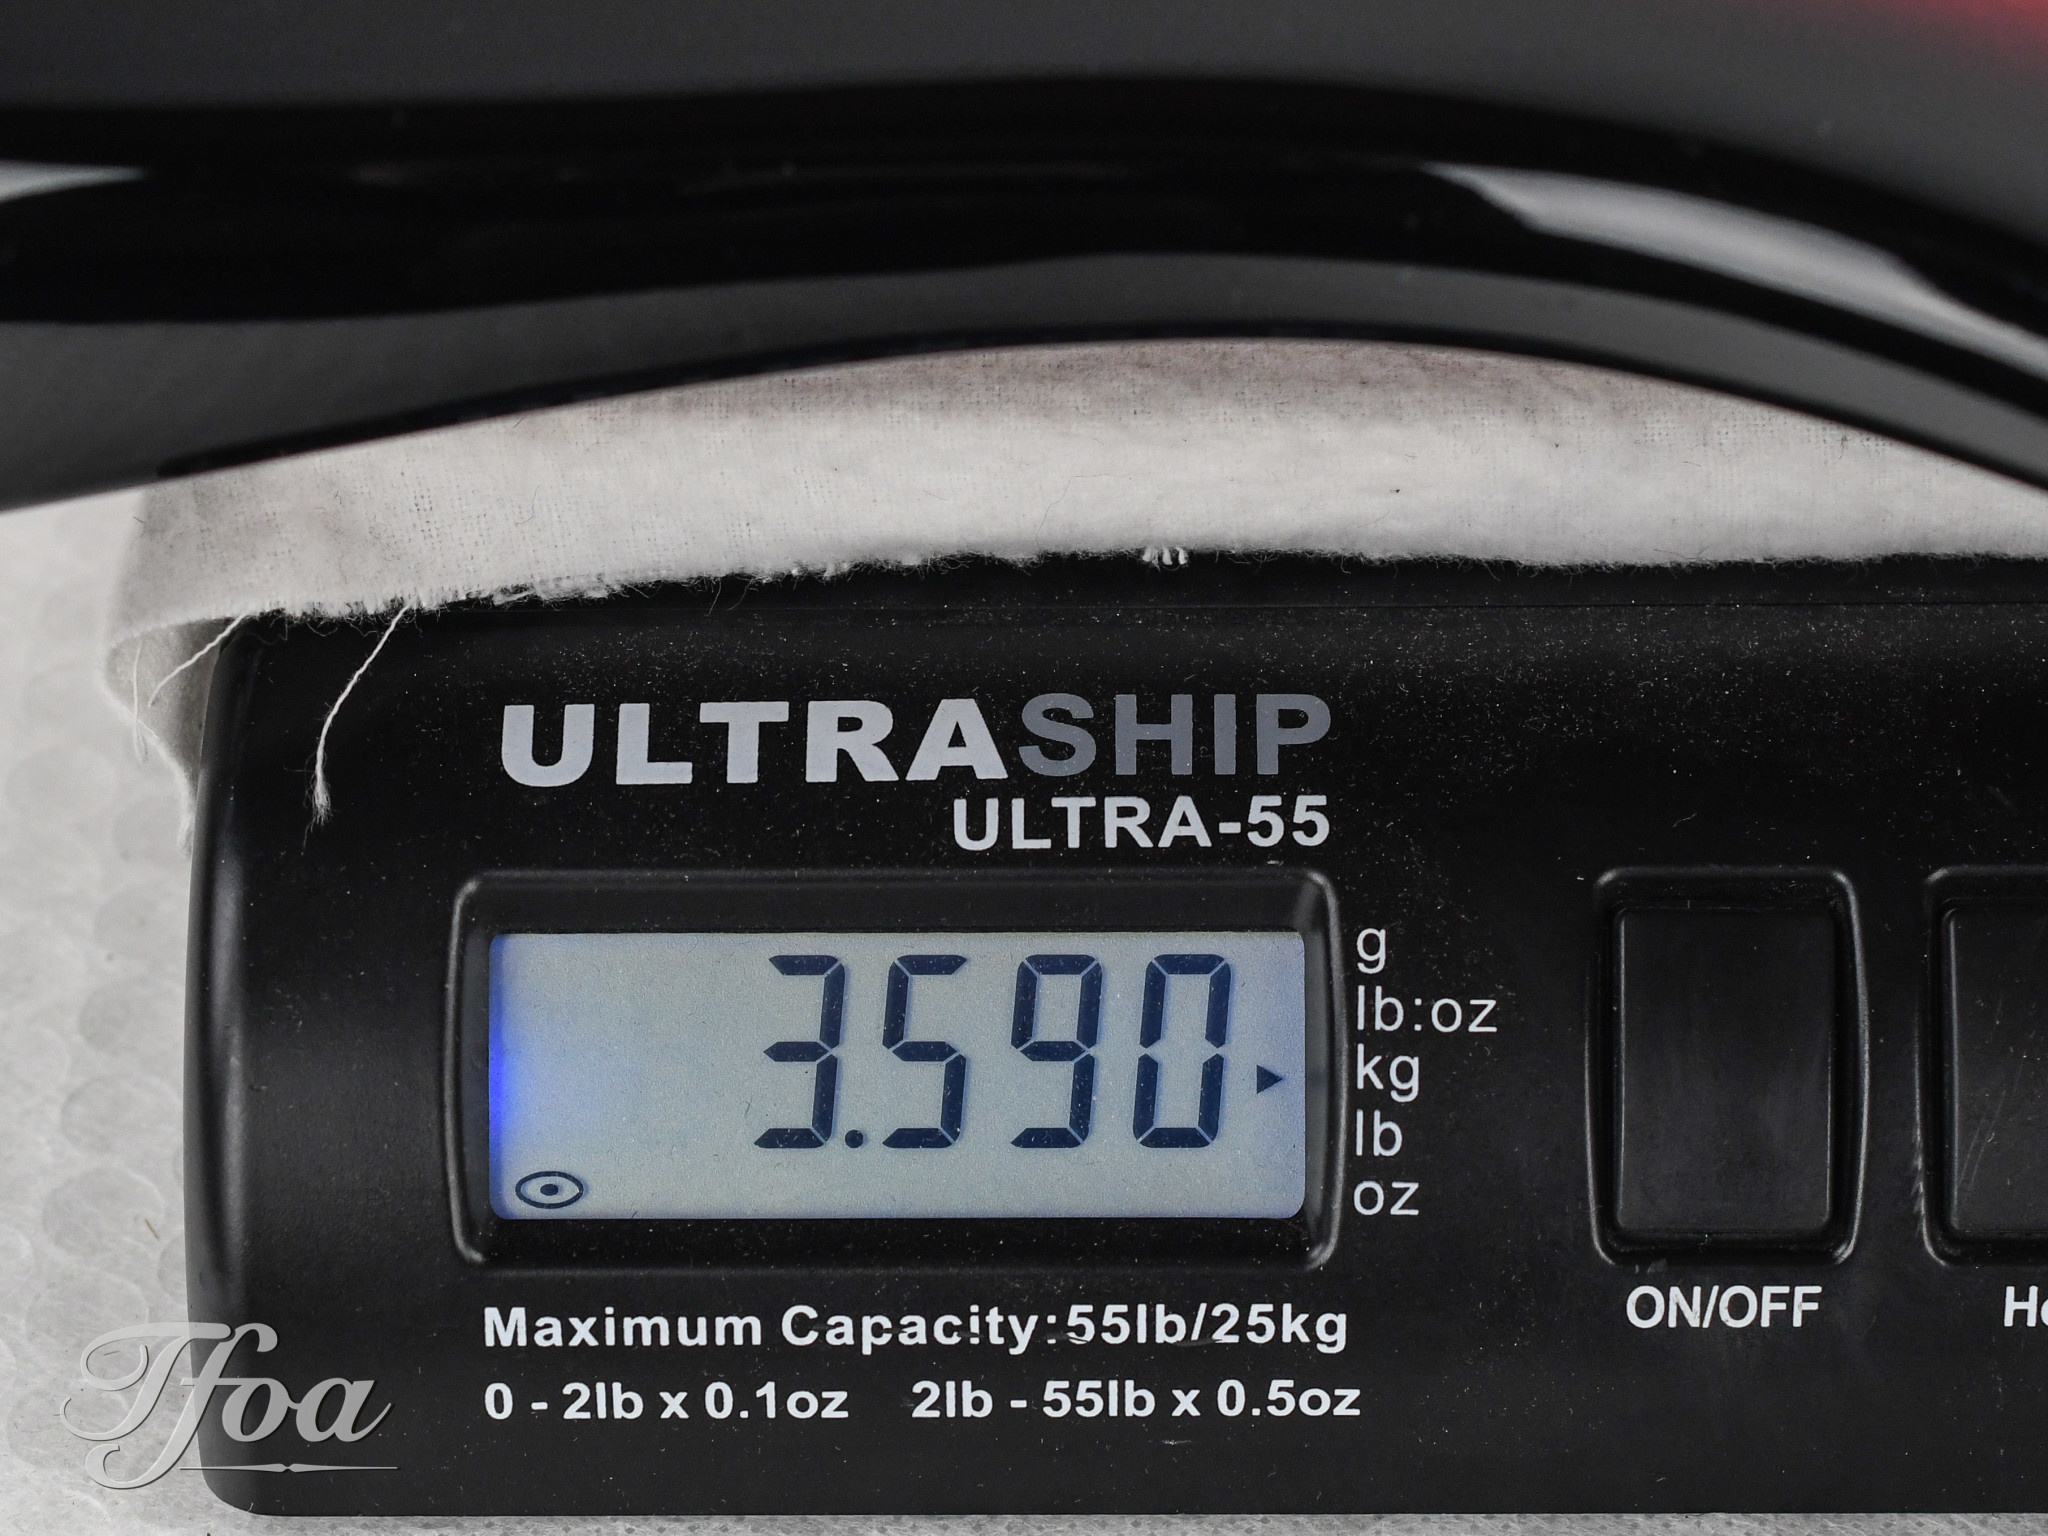 ULTRASHIP
ULTRA-55
3.590
g
lb:oz
kg
lb
oz
ON/OFF
Maximum Capacity:55lb/25kg
0 - 2lb x 0.1oz 2lb - 55lb x 0.5oz
Tfoa